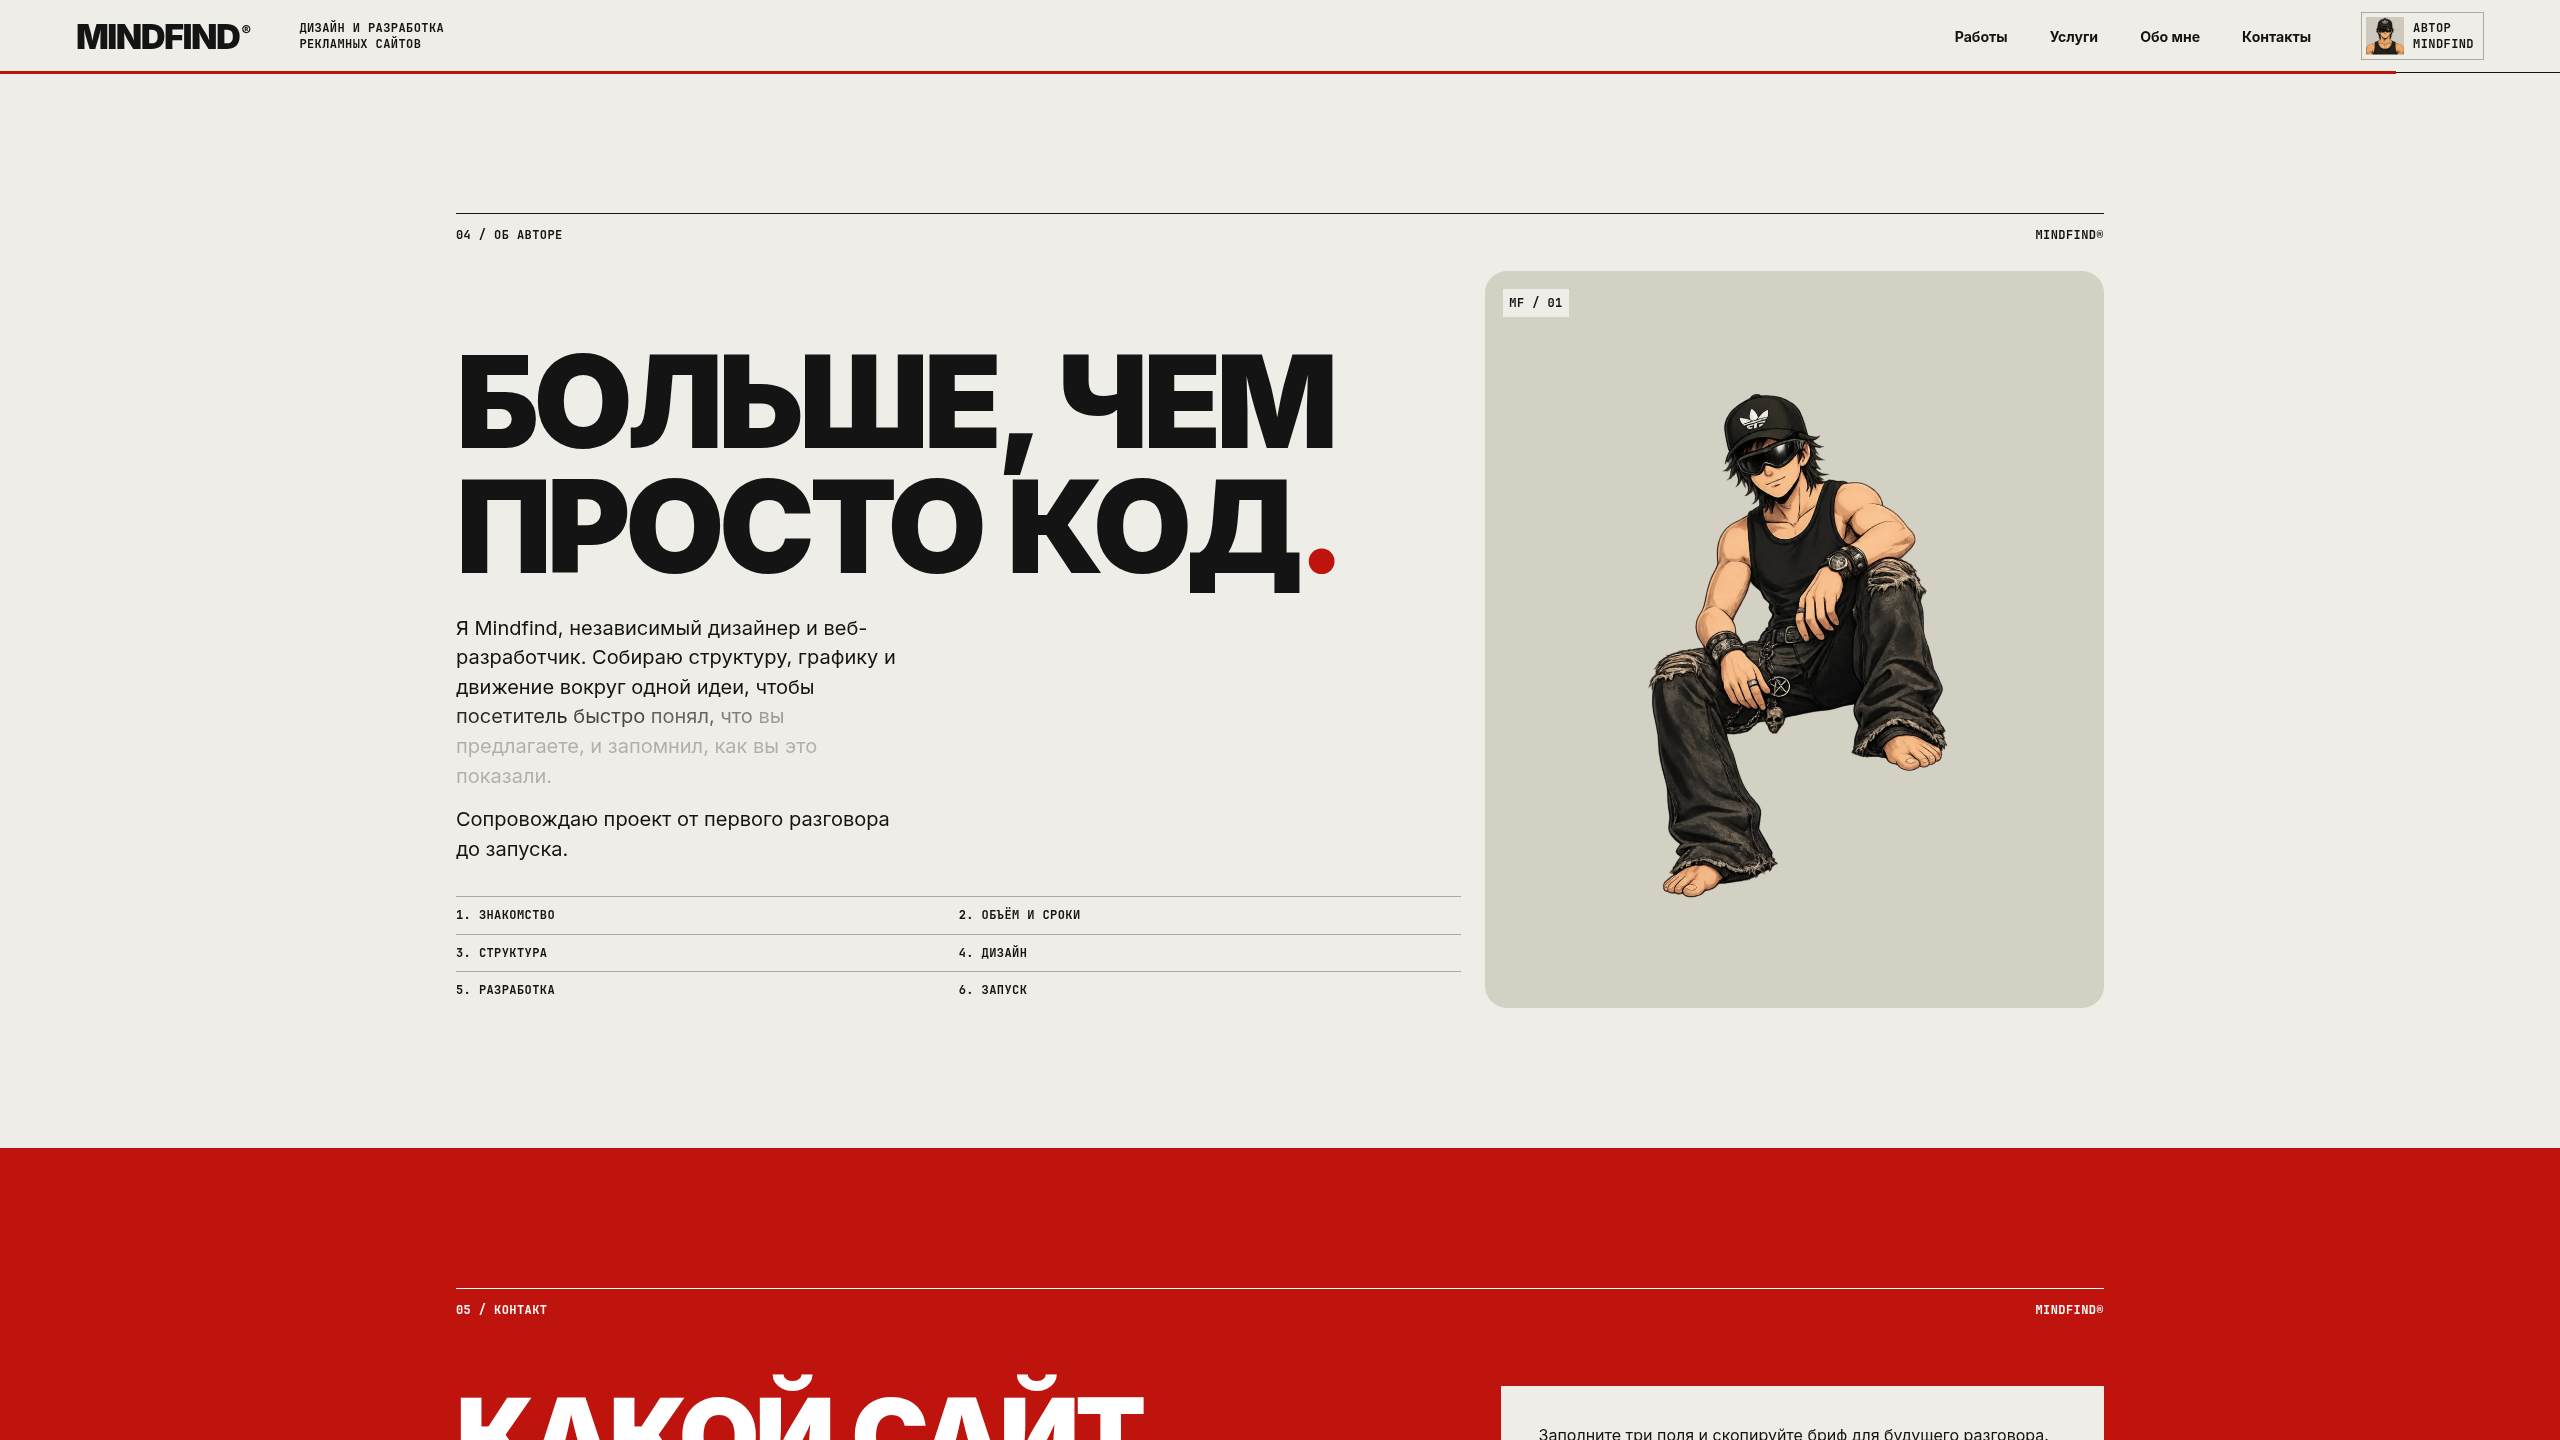 MINDFIND®
ДИЗАЙН И РАЗРАБОТКА
РЕКЛАМНЫХ САЙТОВ
Работы
Услуги
Обо мне
Контакты
АВТОР
MINDFIND
04 / ОБ АВТОРЕ
MINDFIND®
MF / 01
БОЛЬШЕ, ЧЕМ
ПРОСТО КОД.
Я Mindfind, независимый дизайнер и веб-
разработчик. Собираю структуру, графику и
движение вокруг одной идеи, чтобы
посетитель быстро понял, что вы
предлагаете, и запомнил, как вы это
показали.
Сопровождаю проект от первого разговора
до запуска.
1. ЗНАКОМСТВО
2. ОБЪЁМ И СРОКИ
3. СТРУКТУРА
4. ДИЗАЙН
5. РАЗРАБОТКА
6. ЗАПУСК
05 / КОНТАКТ
MINDFIND®
КАКОЙ САЙТ
Заполните три поля и скопируйте бриф для будущего разговора.